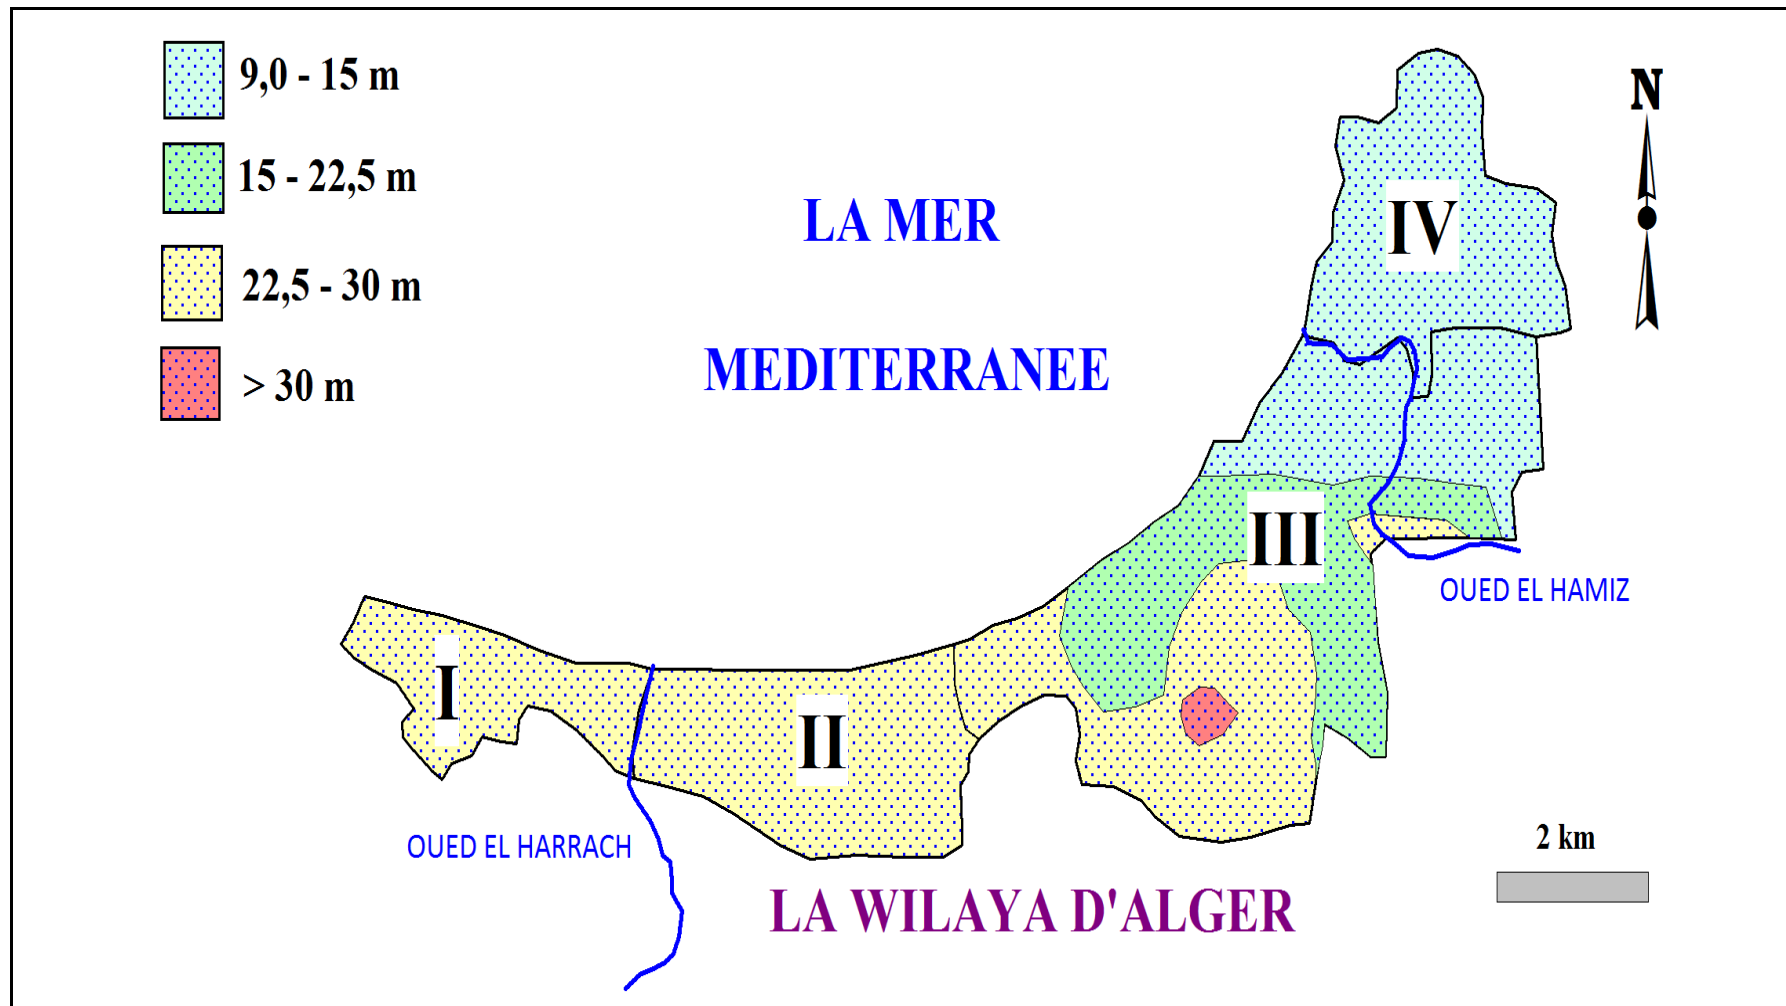 9,0 - 15 m
15 - 22,5 m
22,5 - 30 m
> 30 m
LA MER
MEDITERRANEE
N
IV
III
OUED EL HAMIZ
I
II
OUED EL HARRACH
2 km
LA WILAYA D'ALGER